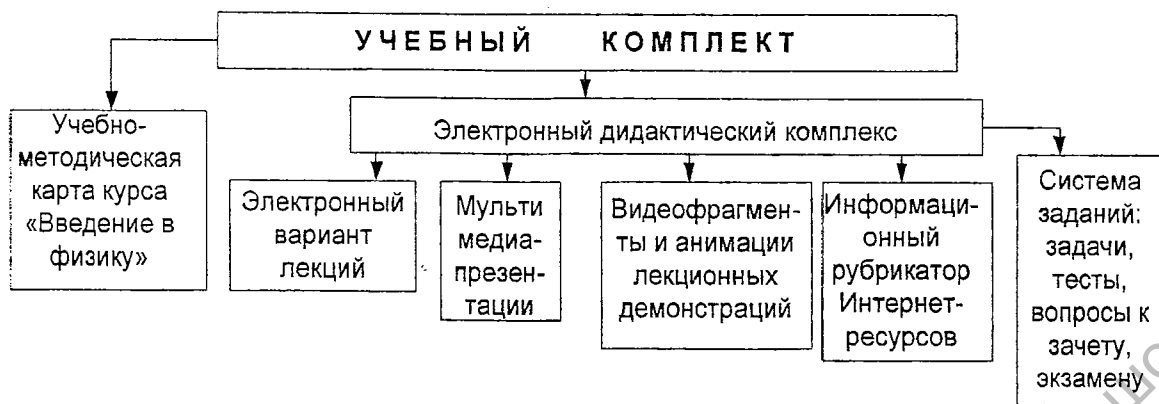 УЧЕБНЫЙ КОМПЛЕКТ
Учебно-
методическая
карта курса
«Введение в
физику»
Электронный дидактический комплекс
Электронный
вариант
лекций
Мульти
медиа-
презен-
тации
Видеофрагмен-
ты и анимации
лекционных
демонстраций
Информаци-
онный
рубрикатор
Интернет-
ресурсов
Система
заданий:
задачи,
тесты,
вопросы к
зачету,
экзамену